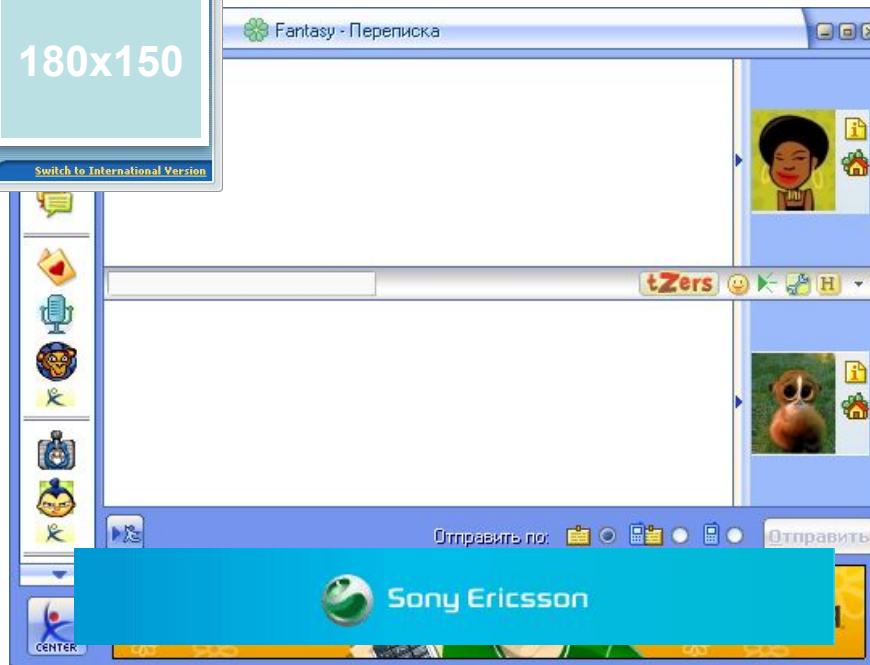 Fantasy - Переписка
180x150
Switch to International Version
tZers
H
Отправить по:
Отправить
Sony Ericsson
CENTER